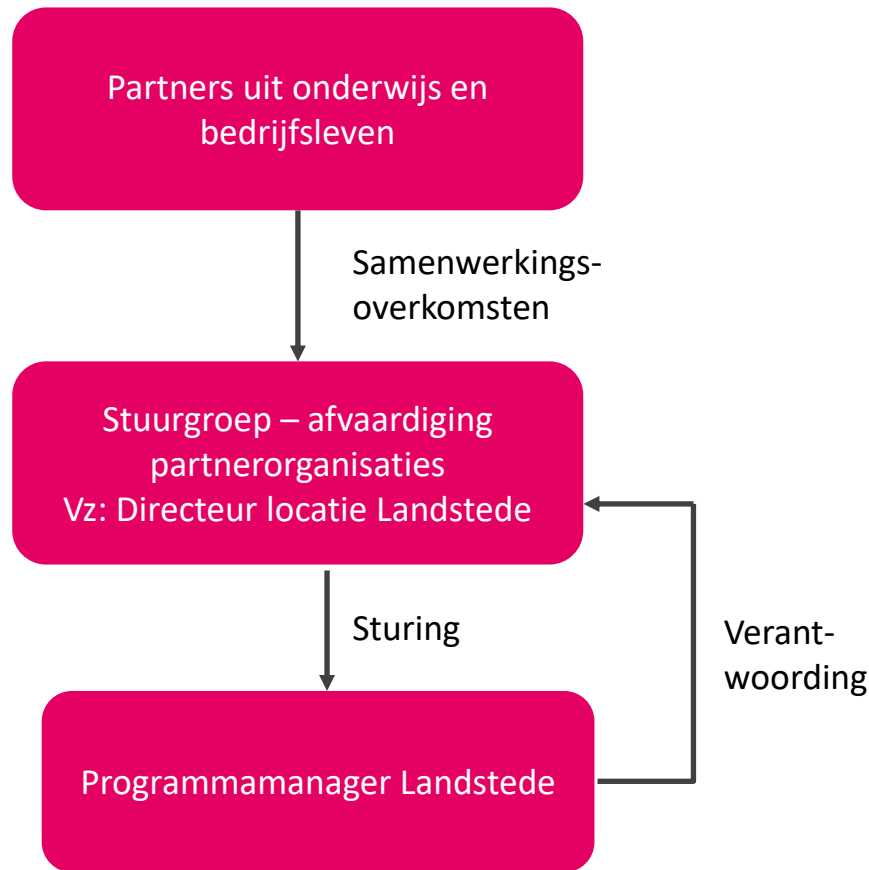 Partners uit onderwijs en
bedrijfsleven
Samenwerkings-
overkomsten
Stuurgroep – afvaardiging
partnerorganisaties
Vz: Directeur locatie Landstede
Sturing
Verant-
woording
Programmamanager Landstede